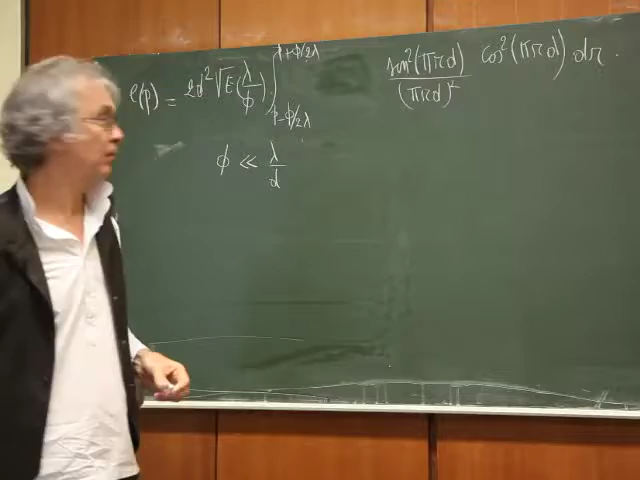 e(p) = 2d² √E (λ/ϕ) ∫_{p-ϕ/2λ}^{p+ϕ/2λ} sin²(πrd)/(πrd)² cos²(πrd) dr.
ϕ ≪ λ/d